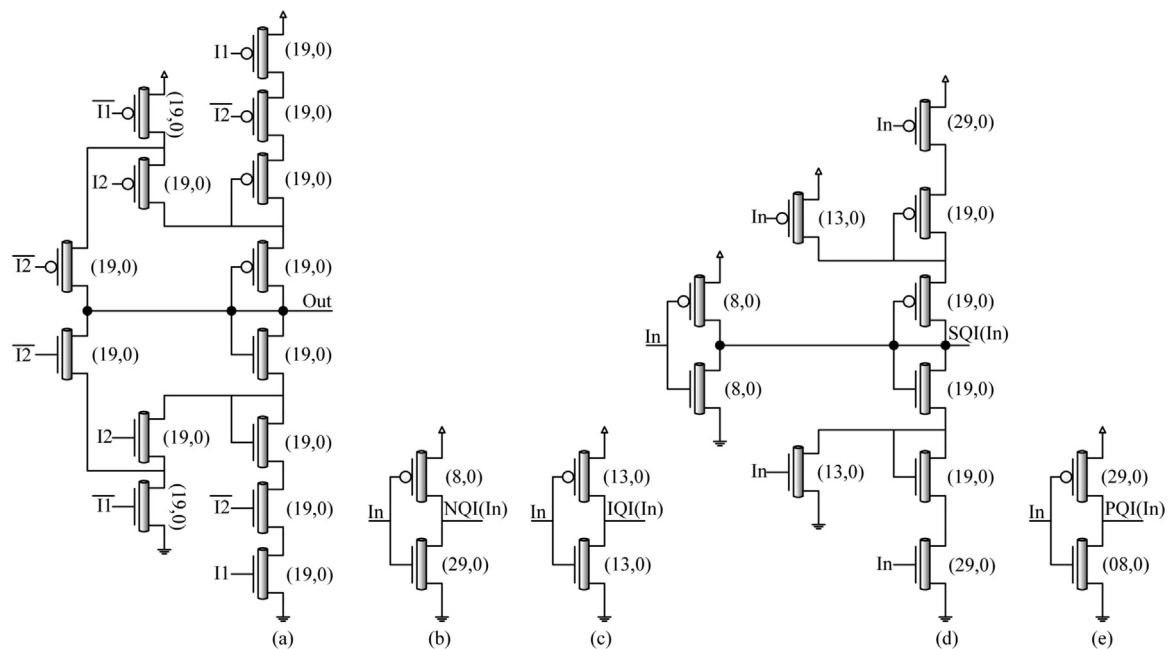 I1 (19,0)
I1 (19,0)
I2 (19,0)
I2 (19,0)
(19,0)
I2 (19,0)
(19,0)
Out
I2 (19,0)
(19,0)
I2 (19,0)
(19,0)
I1 (19,0)
I2 (19,0)
I1 (19,0)
(a)
(8,0)
In NQI(In)
(29,0)
(b)
(13,0)
In IQI(In)
(13,0)
(c)
In (29,0)
In (13,0)
(19,0)
(8,0)
(19,0)
In SQI(In)
(8,0)
(19,0)
In (13,0)
(19,0)
In (29,0)
(d)
(29,0)
In PQI(In)
(08,0)
(e)